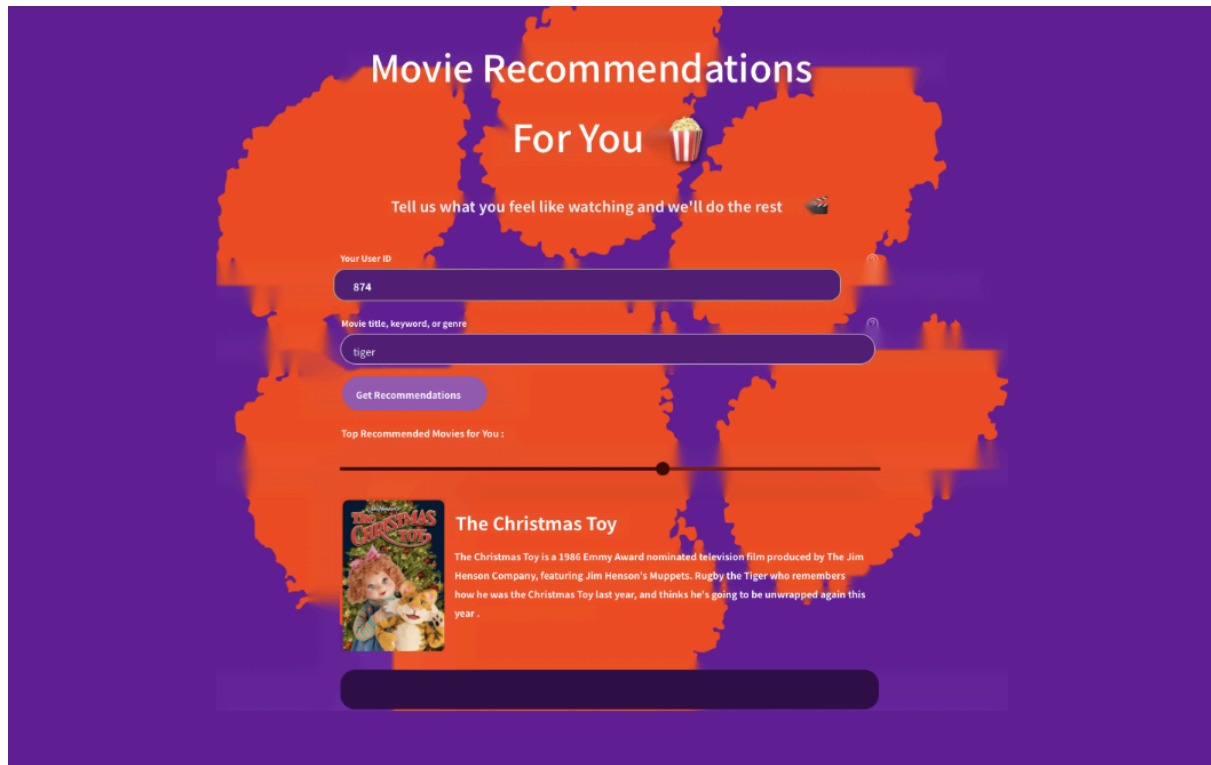 Movie Recommendations
For You
Tell us what you feel like watching and we'll do the rest
Your User ID
874
Movie title, keyword, or genre
tiger
Get Recommendations
Top Recommended Movies for You :
THE CHRISTMAS TOY
The Christmas Toy
The Christmas Toy is a 1986 Emmy Award nominated television film produced by The Jim
Henson Company, featuring Jim Henson's Muppets. Rugby the Tiger who remembers
how he was the Christmas Toy last year, and thinks he's going to be unwrapped again this
year .